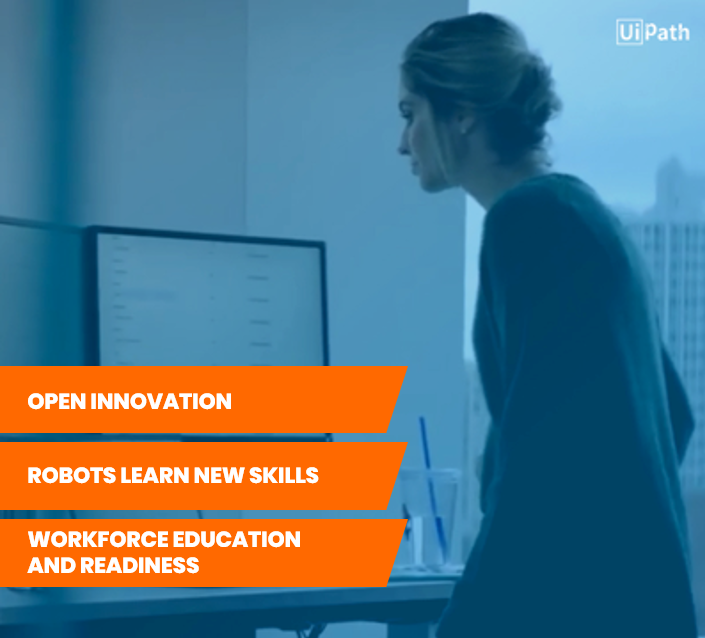 UiPath
OPEN INNOVATION
ROBOTS LEARN NEW SKILLS
WORKFORCE EDUCATION
AND READINESS